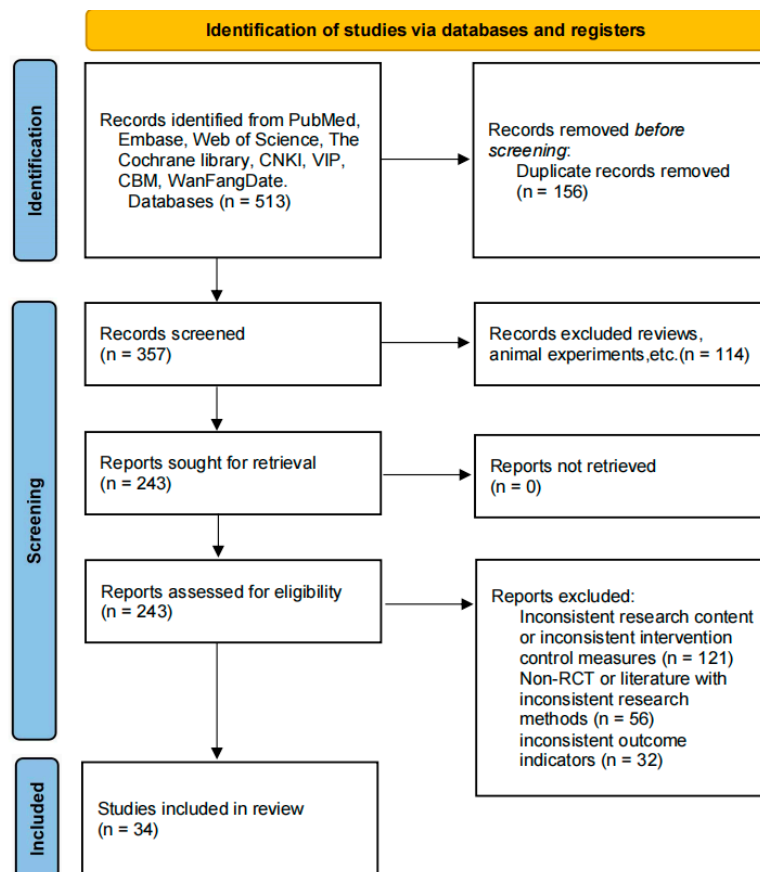 Identification of studies via databases and registers
Identification
Records identified from PubMed,
Embase, Web of Science, The
Cochrane library, CNKI, VIP,
CBM, WanFangDate.
Databases (n = 513)
Records removed before
screening:
Duplicate records removed
(n = 156)
Screening
Records screened
(n = 357)
Records excluded reviews,
animal experiments,etc.(n = 114)
Reports sought for retrieval
(n = 243)
Reports not retrieved
(n = 0)
Reports assessed for eligibility
(n = 243)
Reports excluded:
Inconsistent research content
or inconsistent intervention
control measures (n = 121)
Non-RCT or literature with
inconsistent research
methods (n = 56)
inconsistent outcome
indicators (n = 32)
Included
Studies included in review
(n = 34)